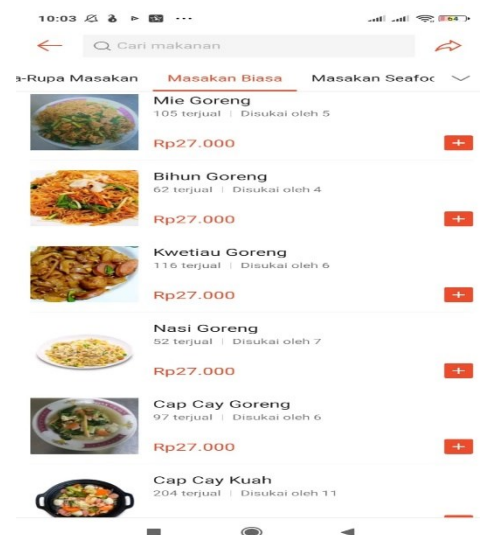 10:03
64
Cari makanan
a-Rupa Masakan Masakan Biasa Masakan Seafoo
Mie Goreng
105 terjual | Disukai oleh 5
Rp27.000
Bihun Goreng
62 terjual | Disukai oleh 4
Rp27.000
Kwetiau Goreng
116 terjual | Disukai oleh 6
Rp27.000
Nasi Goreng
52 terjual | Disukai oleh 7
Rp27.000
Cap Cay Goreng
97 terjual | Disukai oleh 6
Rp27.000
Cap Cay Kuah
204 terjual | Disukai oleh 11